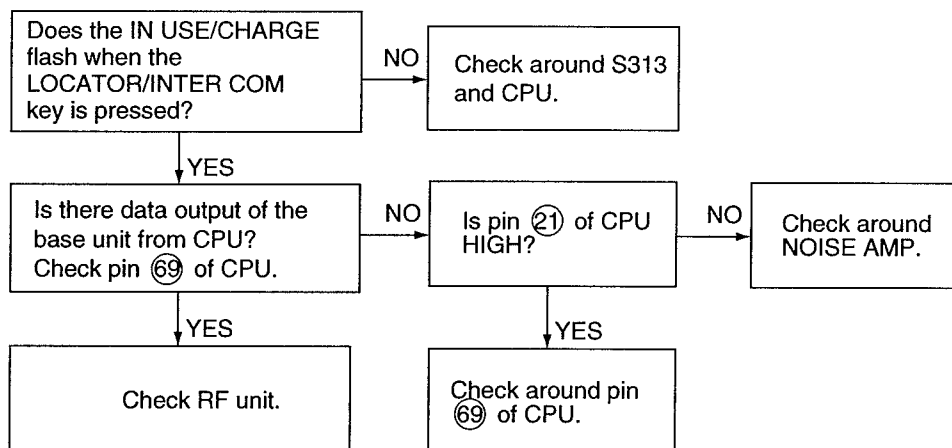 Does the IN USE/CHARGE
flash when the
LOCATOR/INTER COM
key is pressed?
NO
Check around S313
and CPU.
YES
Is there data output of the
base unit from CPU?
Check pin 69 of CPU.
NO
Is pin 21 of CPU
HIGH?
NO
Check around
NOISE AMP.
YES
Check RF unit.
YES
Check around pin
69 of CPU.